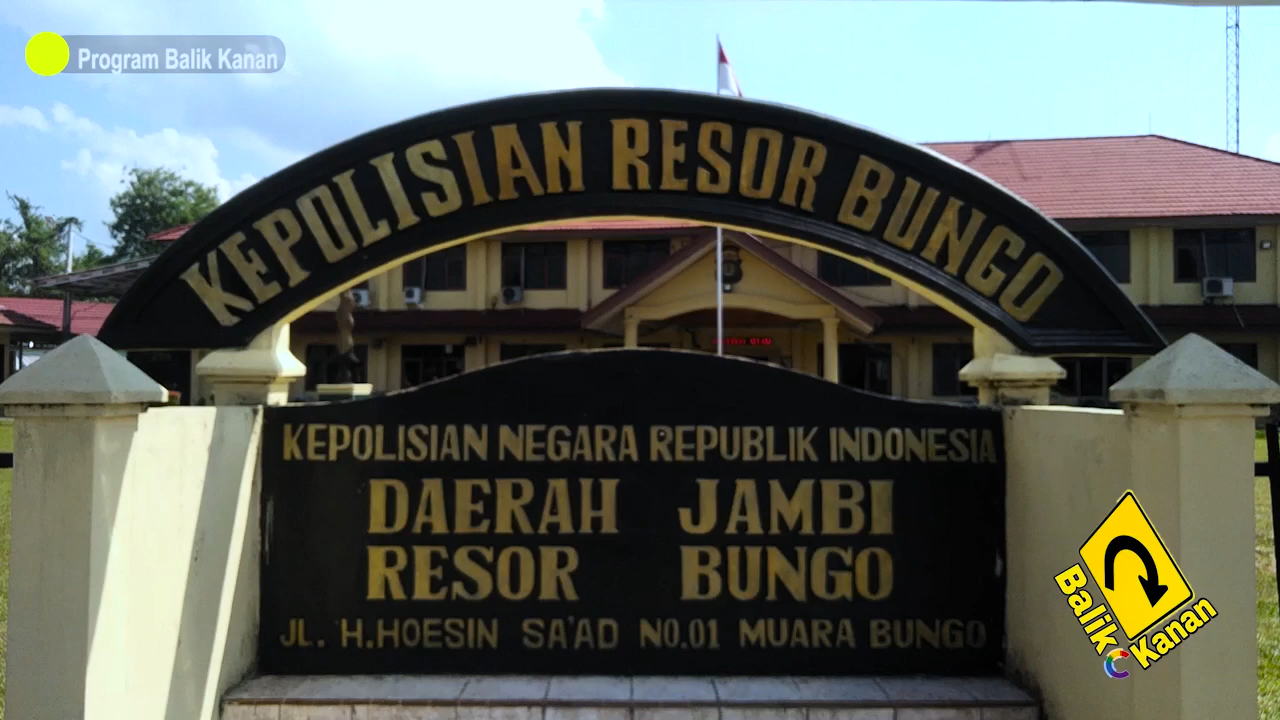 Program Balik Kanan
KEPOLISIAN RESOR BUNGO
KEPOLISIAN NEGARA REPUBLIK INDONESIA
DAERAH JAMBI
RESOR BUNGO
JL. H.HOESIN SA'AD NO.01 MUARA BUNGO
Balik
Kanan